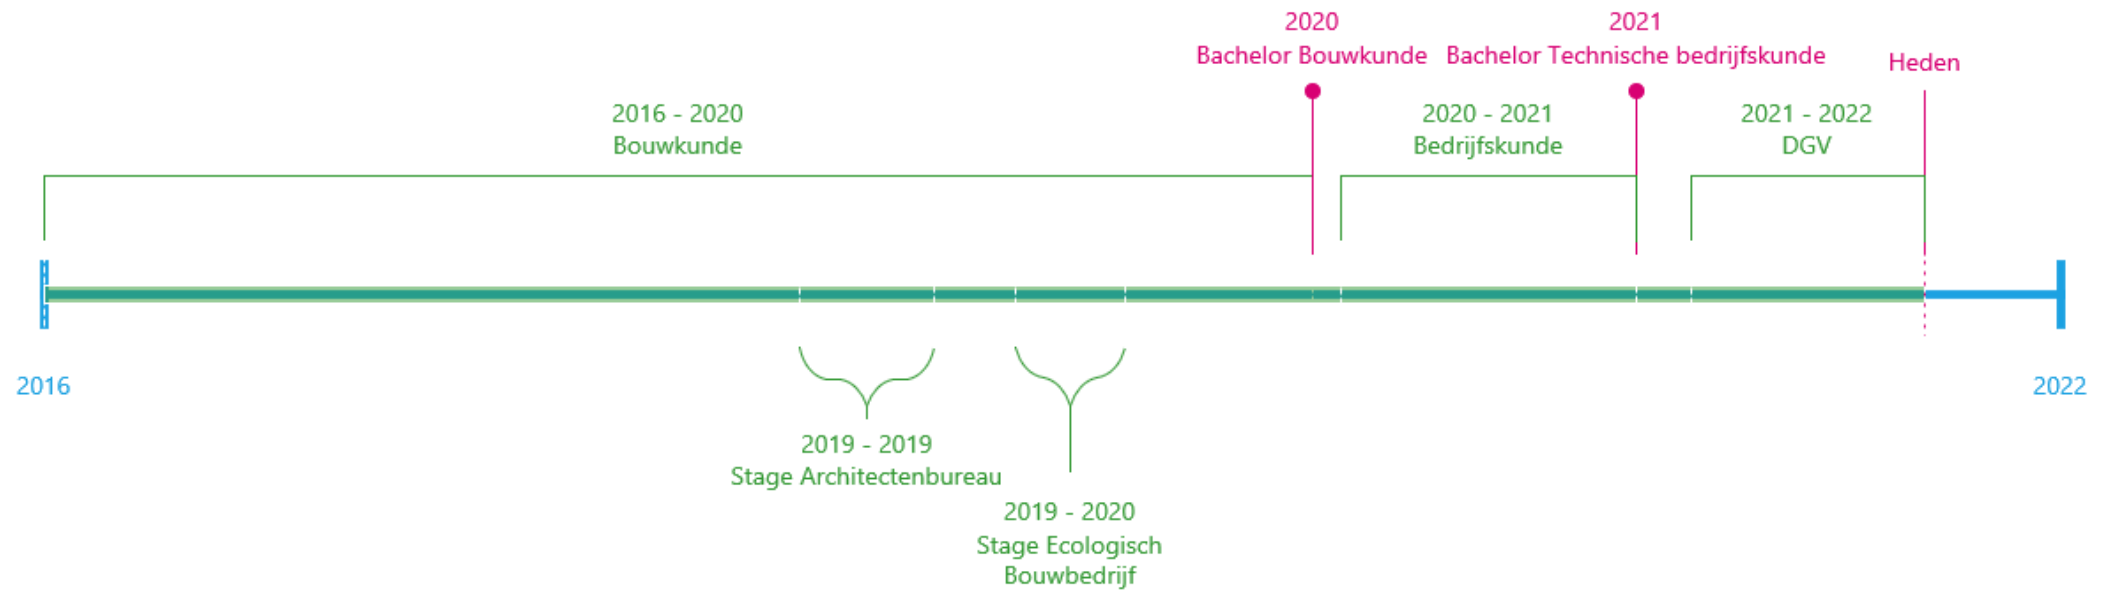 2020
Bachelor Bouwkunde
2021
Bachelor Technische bedrijfskunde
Heden
2016 - 2020
Bouwkunde
2020 - 2021
Bedrijfskunde
2021 - 2022
DGV
2016
2022
2019 - 2019
Stage Architectenbureau
2019 - 2020
Stage Ecologisch
Bouwbedrijf